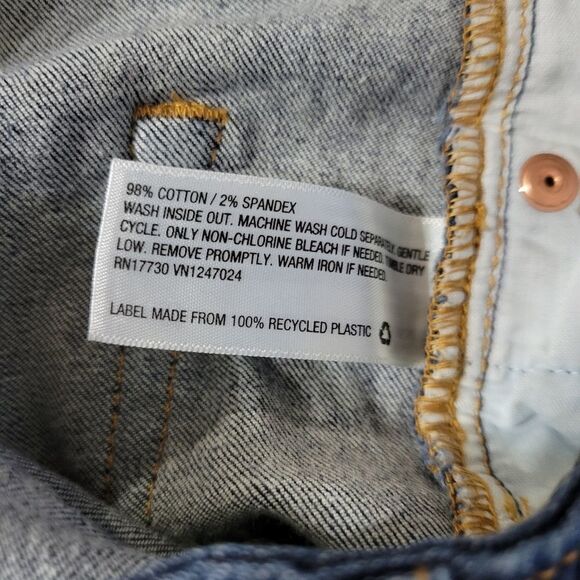 98% COTTON / 2% SPANDEX
WASH INSIDE OUT. MACHINE WASH COLD SEPARATELY. GENTLE
CYCLE. ONLY NON-CHLORINE BLEACH IF NEEDED. TUMBLE DRY
LOW. REMOVE PROMPTLY. WARM IRON IF NEEDED.
RN17730 VN1247024
LABEL MADE FROM 100% RECYCLED PLASTIC